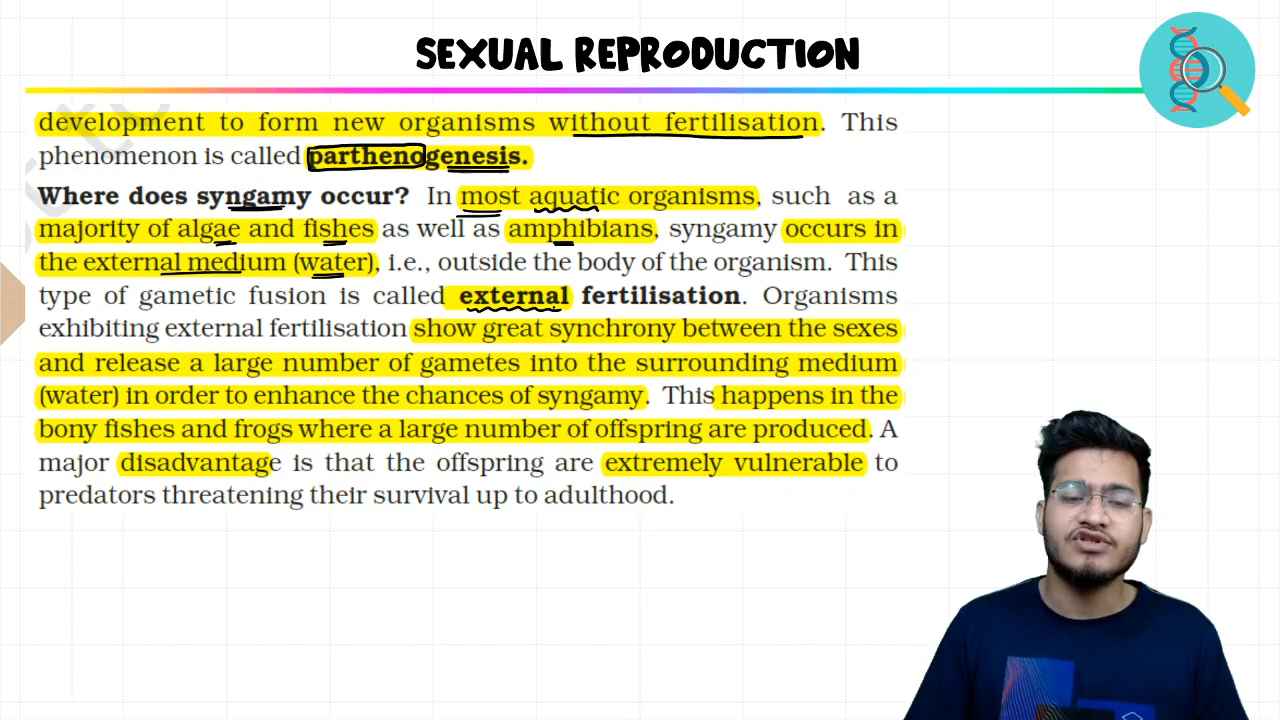 SEXUAL REPRODUCTION
development to form new organisms without fertilisation. This
phenomenon is called parthenogenesis.
Where does syngamy occur? In most aquatic organisms, such as a
majority of algae and fishes as well as amphibians, syngamy occurs in
the external medium (water), i.e., outside the body of the organism. This
type of gametic fusion is called external fertilisation. Organisms
exhibiting external fertilisation show great synchrony between the sexes
and release a large number of gametes into the surrounding medium
(water) in order to enhance the chances of syngamy. This happens in the
bony fishes and frogs where a large number of offspring are produced. A
major disadvantage is that the offspring are extremely vulnerable to
predators threatening their survival up to adulthood.